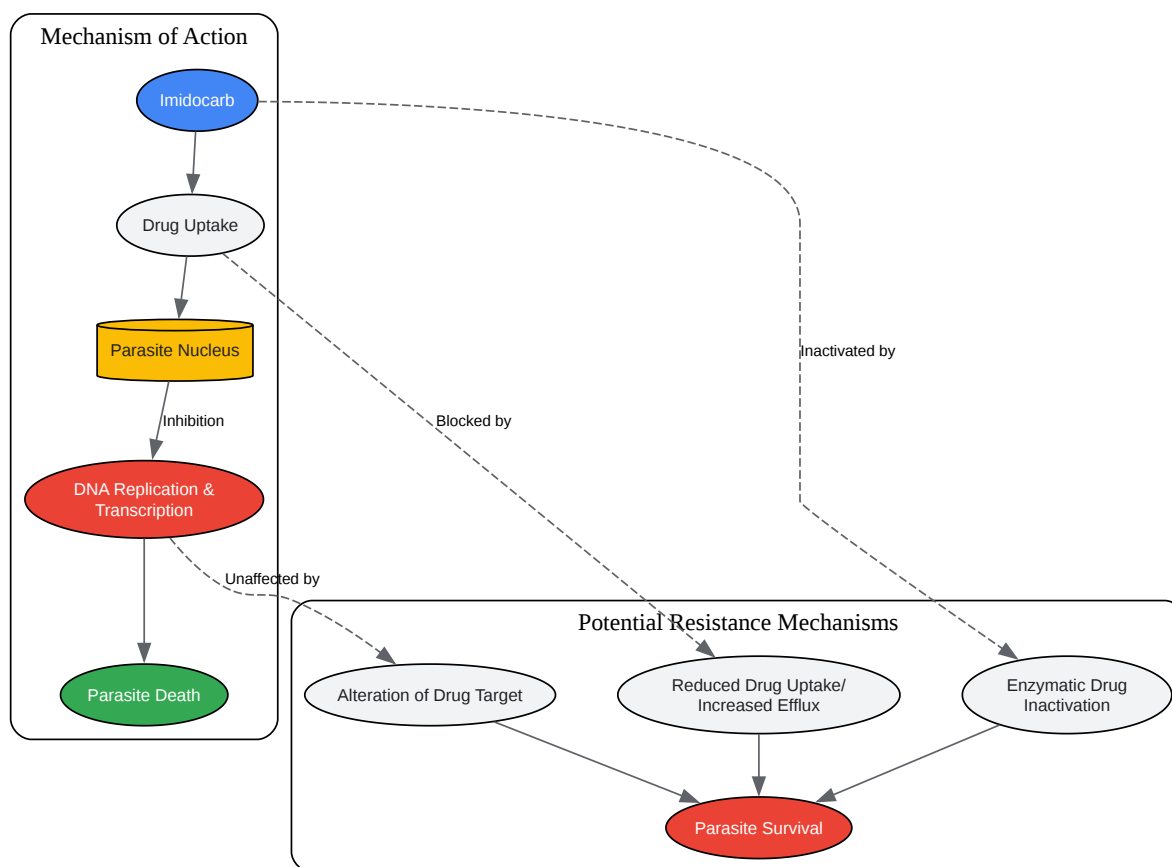 Mechanism of Action
Imidocarb
Drug Uptake
Parasite Nucleus
Inhibition
DNA Replication &
Transcription
Parasite Death
Inactivated by
Blocked by
Unaffected by
Potential Resistance Mechanisms
Alteration of Drug Target
Reduced Drug Uptake/
Increased Efflux
Enzymatic Drug
Inactivation
Parasite Survival